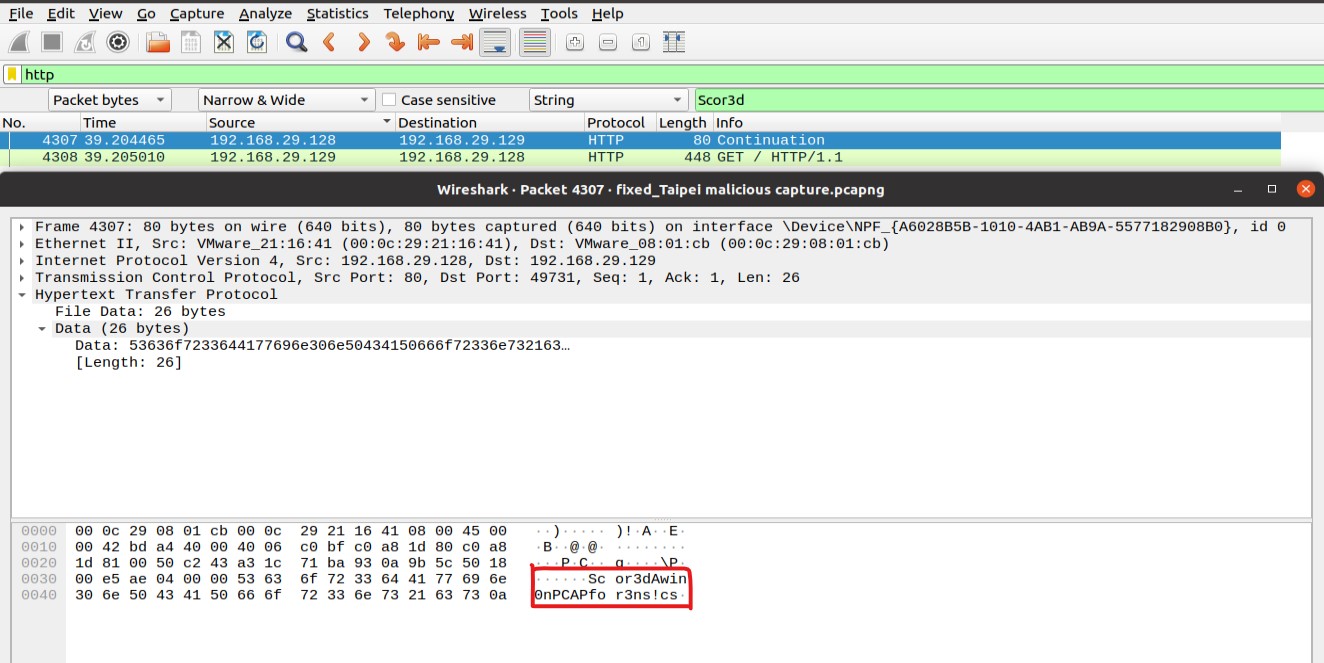 File Edit View Go Capture Analyze Statistics Telephony Wireless Tools Help
http
Packet bytes Narrow & Wide Case sensitive String Scor3d
No. Time Source Destination Protocol Length Info
4307 39.204465 192.168.29.128 192.168.29.129 HTTP 80 Continuation
4308 39.205010 192.168.29.129 192.168.29.128 HTTP 448 GET / HTTP/1.1
Wireshark · Packet 4307 · fixed_Taipei malicious capture.pcapng
Frame 4307: 80 bytes on wire (640 bits), 80 bytes captured (640 bits) on interface \Device\NPF_{A6028B5B-1010-4AB1-AB9A-5577182908B0}, id 0
Ethernet II, Src: VMware_21:16:41 (00:0c:29:21:16:41), Dst: VMware_08:01:cb (00:0c:29:08:01:cb)
Internet Protocol Version 4, Src: 192.168.29.128, Dst: 192.168.29.129
Transmission Control Protocol, Src Port: 80, Dst Port: 49731, Seq: 1, Ack: 1, Len: 26
Hypertext Transfer Protocol
File Data: 26 bytes
Data (26 bytes)
Data: 53636f7233644177696e306e50434150666f72336e732163…
[Length: 26]
0000 00 0c 29 08 01 cb 00 0c 29 21 16 41 08 00 45 00 ··)····· )!·A··E·
0010 00 42 bd a4 40 00 40 06 c0 bf c0 a8 1d 80 c0 a8 ·B··@·@· ········
0020 1d 81 00 50 c2 43 a3 1c 71 ba 93 0a 9b 5c 50 18 ···P·C·· q····\P·
0030 00 e5 ae 04 00 00 53 63 6f 72 33 64 41 77 69 6e ······Sc or3dAwin
0040 30 6e 50 43 41 50 66 6f 72 33 6e 73 21 63 73 0a 0nPCAPfo r3ns!cs·